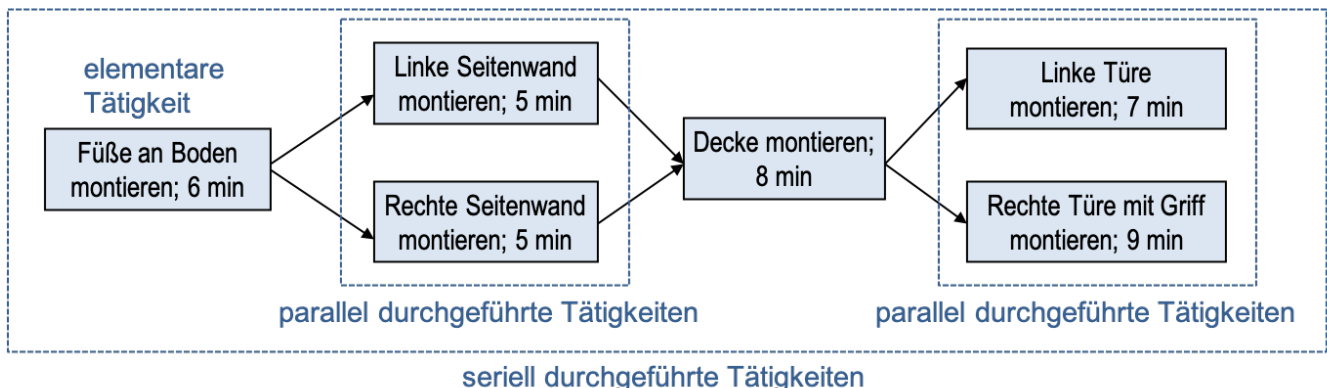 elementare
Tätigkeit
Füße an Boden
montieren; 6 min
Linke Seitenwand
montieren; 5 min
Rechte Seitenwand
montieren; 5 min
parallel durchgeführte Tätigkeiten
Decke montieren;
8 min
Linke Türe
montieren; 7 min
Rechte Türe mit Griff
montieren; 9 min
parallel durchgeführte Tätigkeiten
seriell durchgeführte Tätigkeiten